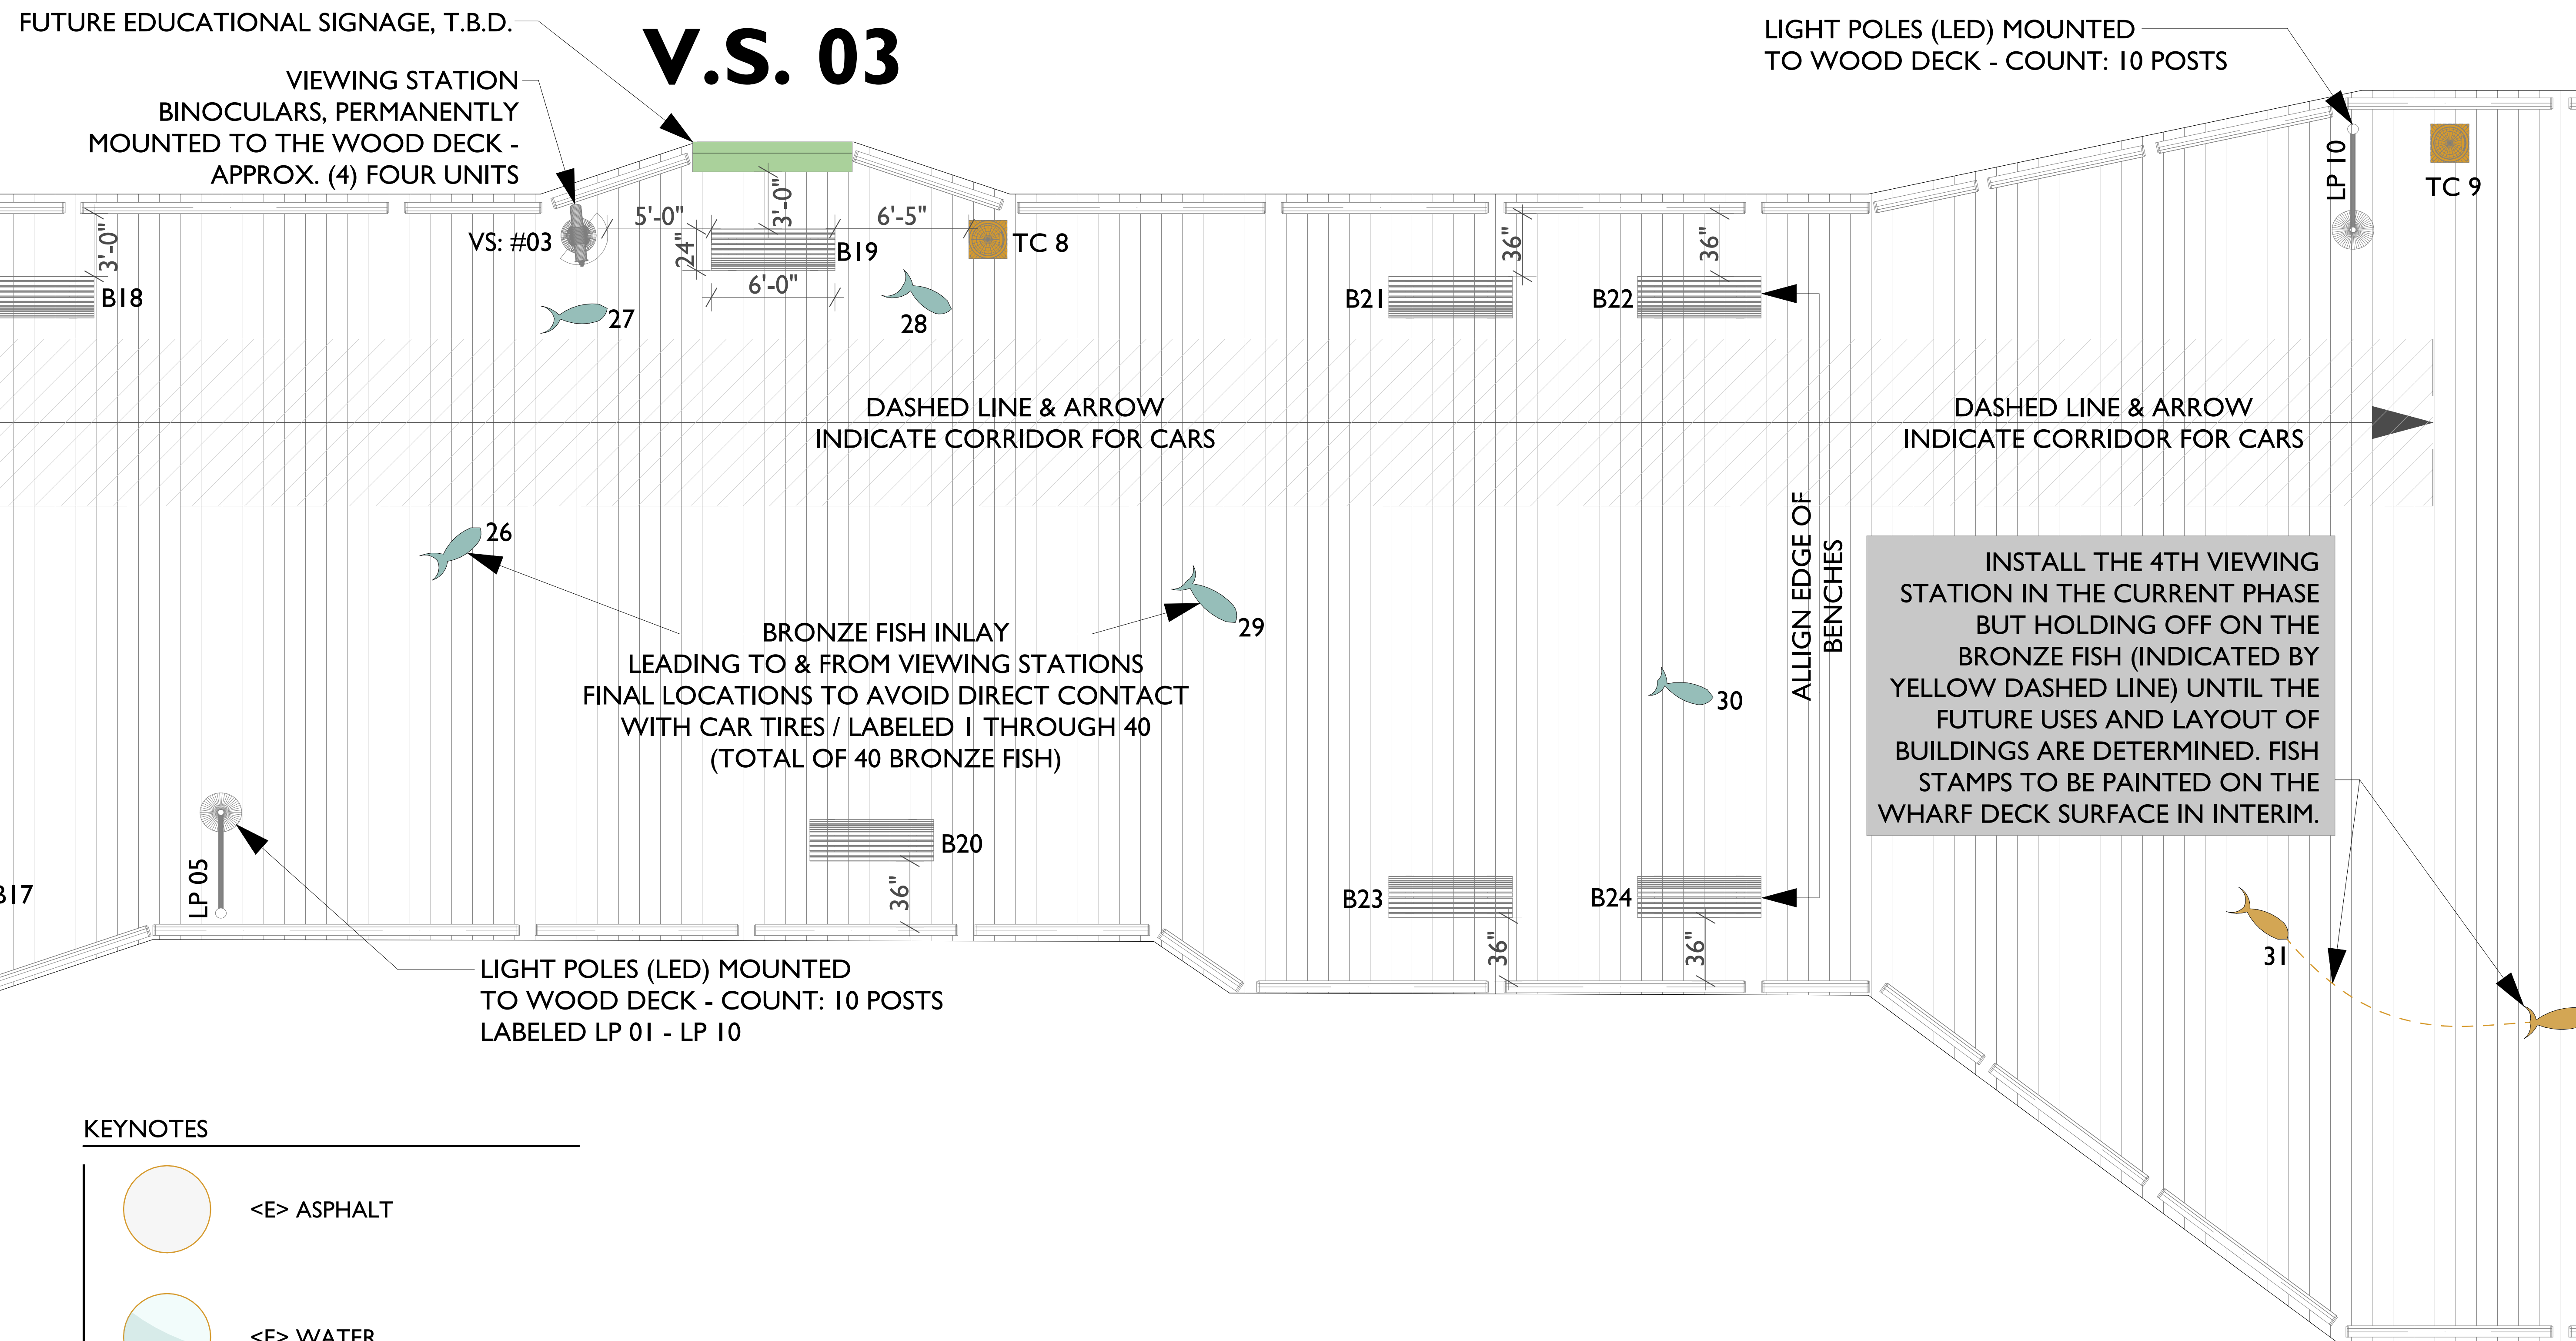 FUTURE EDUCATIONAL SIGNAGE, T.B.D.
V.S. 03
LIGHT POLES (LED) MOUNTED
TO WOOD DECK - COUNT: 10 POSTS
VIEWING STATION
BINOCULARS, PERMANENTLY
MOUNTED TO THE WOOD DECK -
APPROX. (4) FOUR UNITS
LP 10
TC 9
3'-0"
B18
VS: #03
5'-0"
24"
3'-0"
6'-5"
B19
6'-0"
TC 8
27
28
36"
36"
B21
B22
DASHED LINE & ARROW
INDICATE CORRIDOR FOR CARS
DASHED LINE & ARROW
INDICATE CORRIDOR FOR CARS
26
29
BRONZE FISH INLAY
LEADING TO & FROM VIEWING STATIONS
FINAL LOCATIONS TO AVOID DIRECT CONTACT
WITH CAR TIRES / LABELED 1 THROUGH 40
(TOTAL OF 40 BRONZE FISH)
30
ALLIGN EDGE OF
BENCHES
INSTALL THE 4TH VIEWING
STATION IN THE CURRENT PHASE
BUT HOLDING OFF ON THE
BRONZE FISH (INDICATED BY
YELLOW DASHED LINE) UNTIL THE
FUTURE USES AND LAYOUT OF
BUILDINGS ARE DETERMINED. FISH
STAMPS TO BE PAINTED ON THE
WHARF DECK SURFACE IN INTERIM.
B17
LP 05
B20
36"
B23
B24
36"
36"
31
LIGHT POLES (LED) MOUNTED
TO WOOD DECK - COUNT: 10 POSTS
LABELED LP 01 - LP 10
KEYNOTES
<E> ASPHALT
<E> WATER